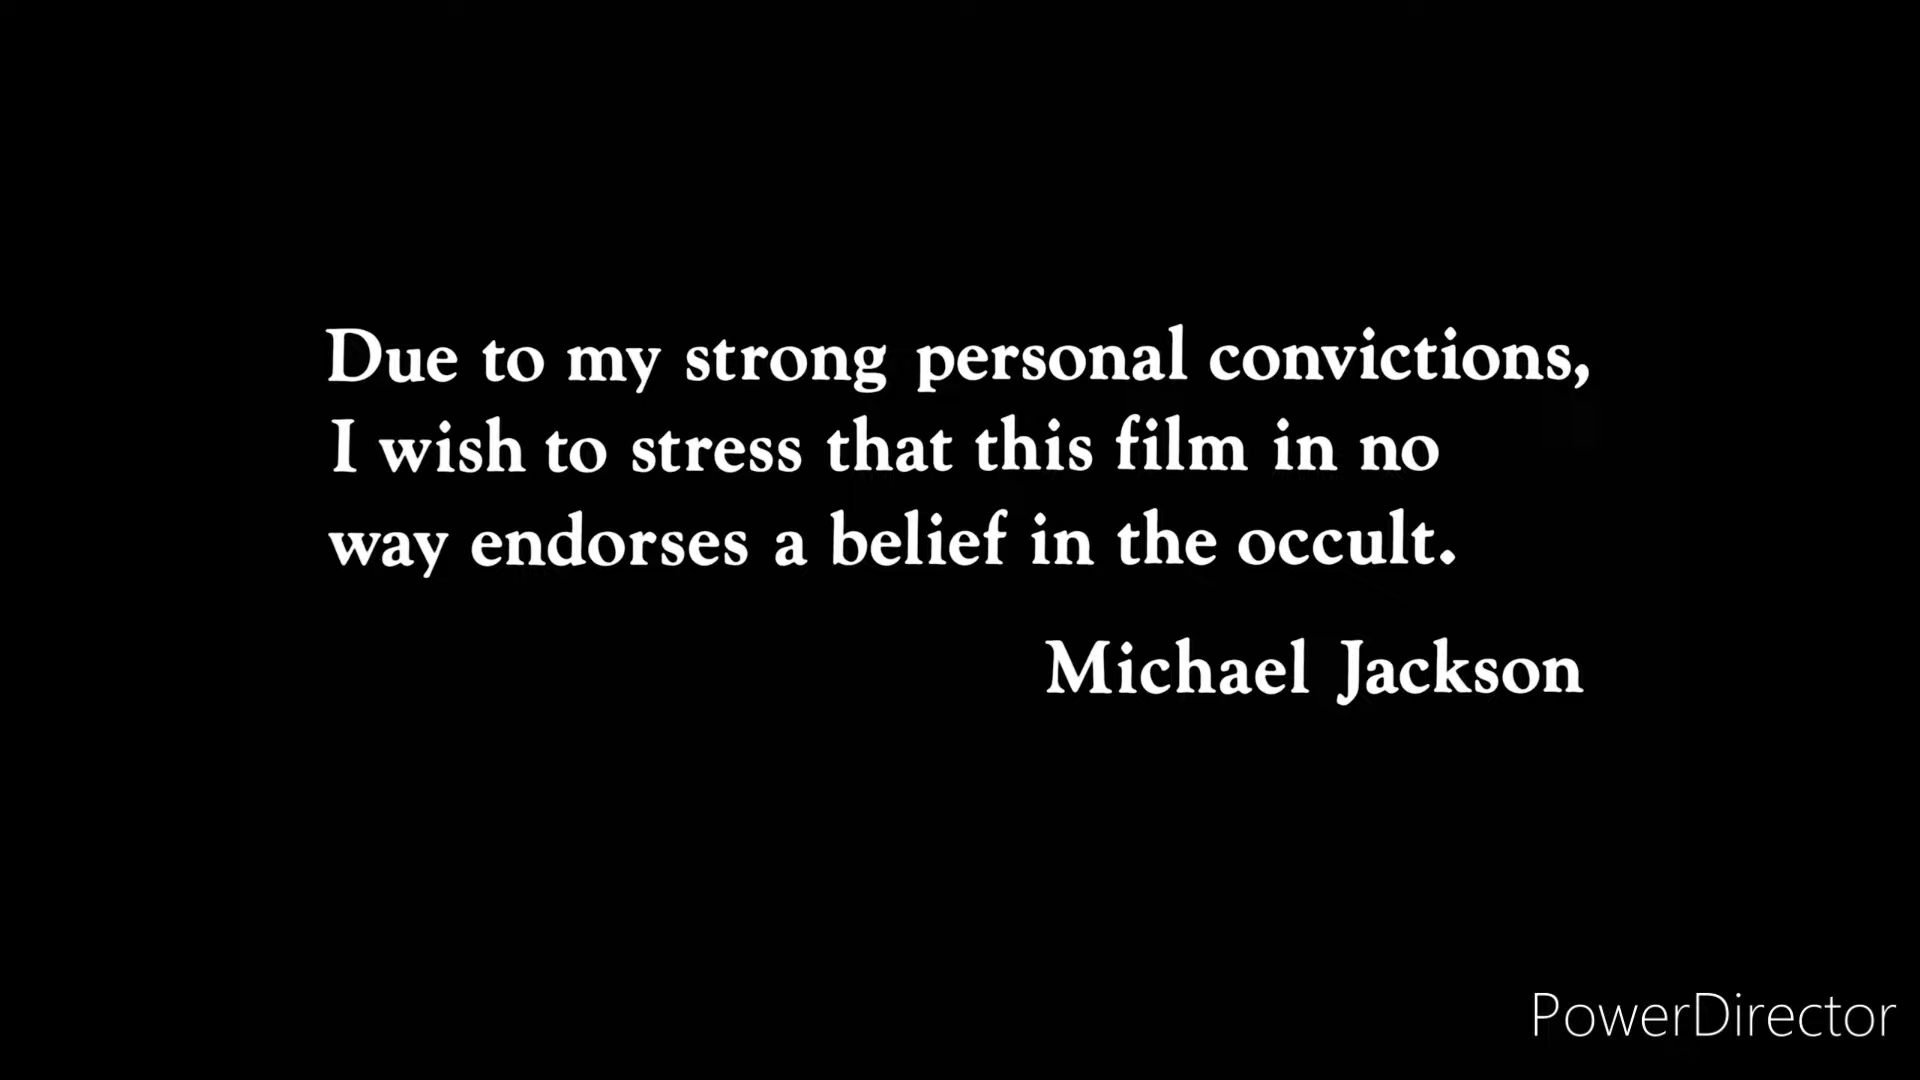 Due to my strong personal convictions,
I wish to stress that this film in no
way endorses a belief in the occult.
Michael Jackson
PowerDirector